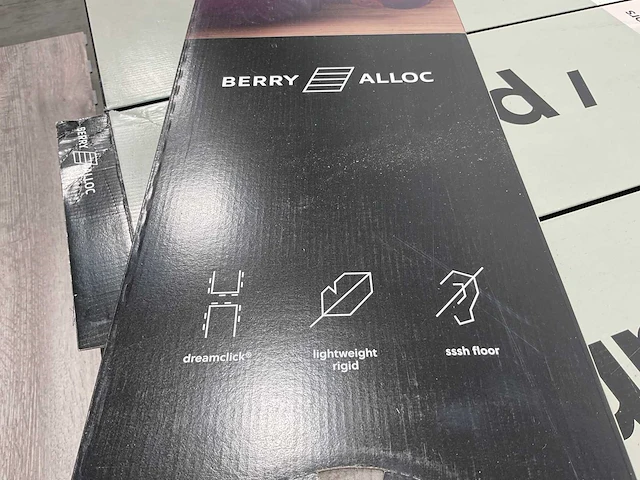 BERRY ALLOC
dreamclick®
lightweight
rigid
sssh floor
BERRY ALLOC